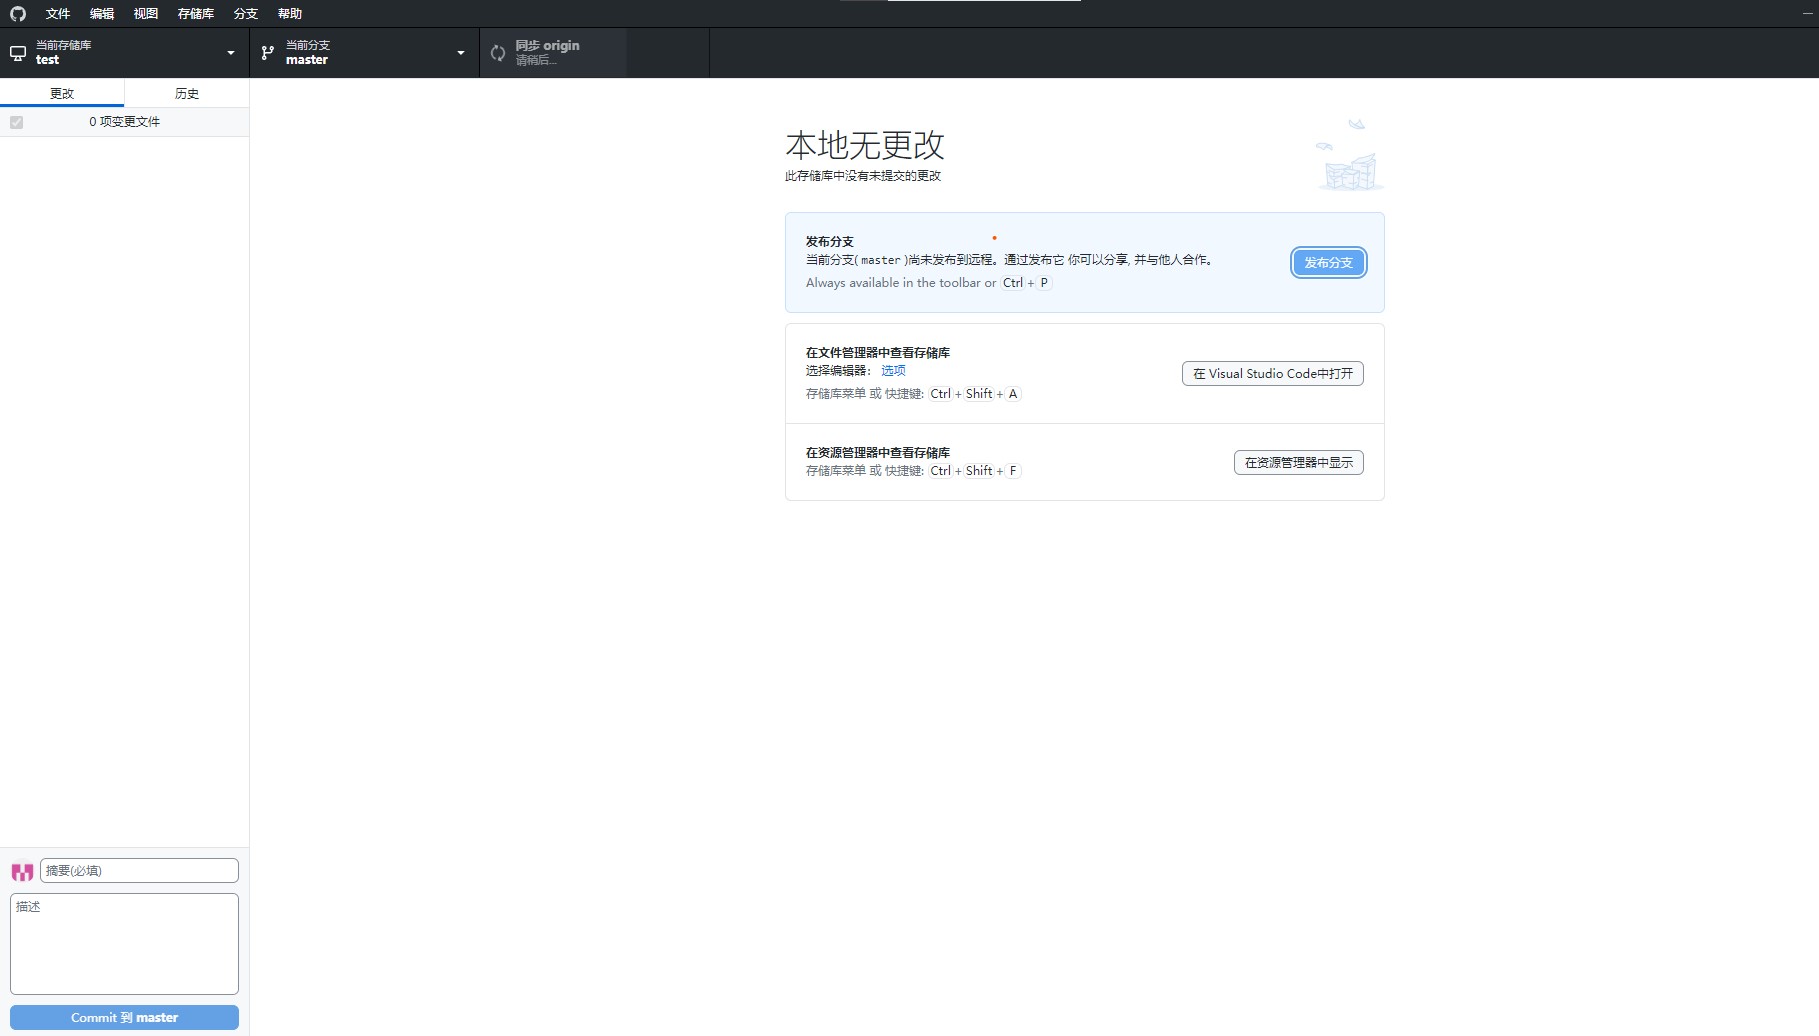 文件 编辑 视图 存储库 分支 帮助
当前存储库
test
当前分支
master
同步 origin
请稍后...
更改
历史
0 项变更文件
本地无更改
此存储库中没有未提交的更改
发布分支
当前分支( master )尚未发布到远程。通过发布它 你可以分享, 并与他人合作。
Always available in the toolbar or Ctrl + P
发布分支
在文件管理器中查看存储库
选择编辑器： 选项
存储库菜单 或 快捷键: Ctrl + Shift + A
在 Visual Studio Code中打开
在资源管理器中查看存储库
存储库菜单 或 快捷键: Ctrl + Shift + F
在资源管理器中显示
摘要(必填)
描述
Commit 到 master